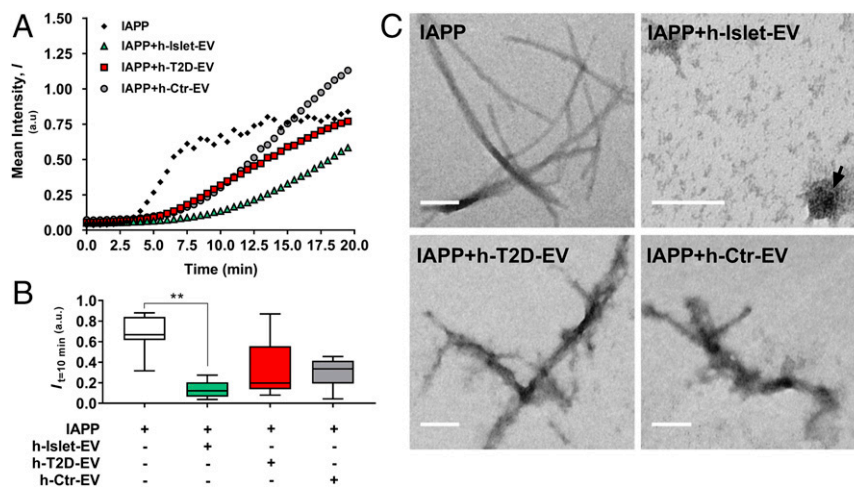 A
IAPP
IAPP+h-Islet-EV
IAPP+h-T2D-EV
IAPP+h-Ctr-EV
Mean Intensity, I
(a.u)
1.50
1.25
1.00
0.75
0.50
0.25
0.00
0.0 2.5 5.0 7.5 10.0 12.5 15.0 17.5 20.0
Time (min)
B
I t=10 min (a.u.)
1.0
0.8
0.6
0.4
0.2
0.0
**
IAPP + + + +
h-Islet-EV - + - -
h-T2D-EV - - + -
h-Ctr-EV - - - +
C
IAPP
IAPP+h-Islet-EV
IAPP+h-T2D-EV
IAPP+h-Ctr-EV